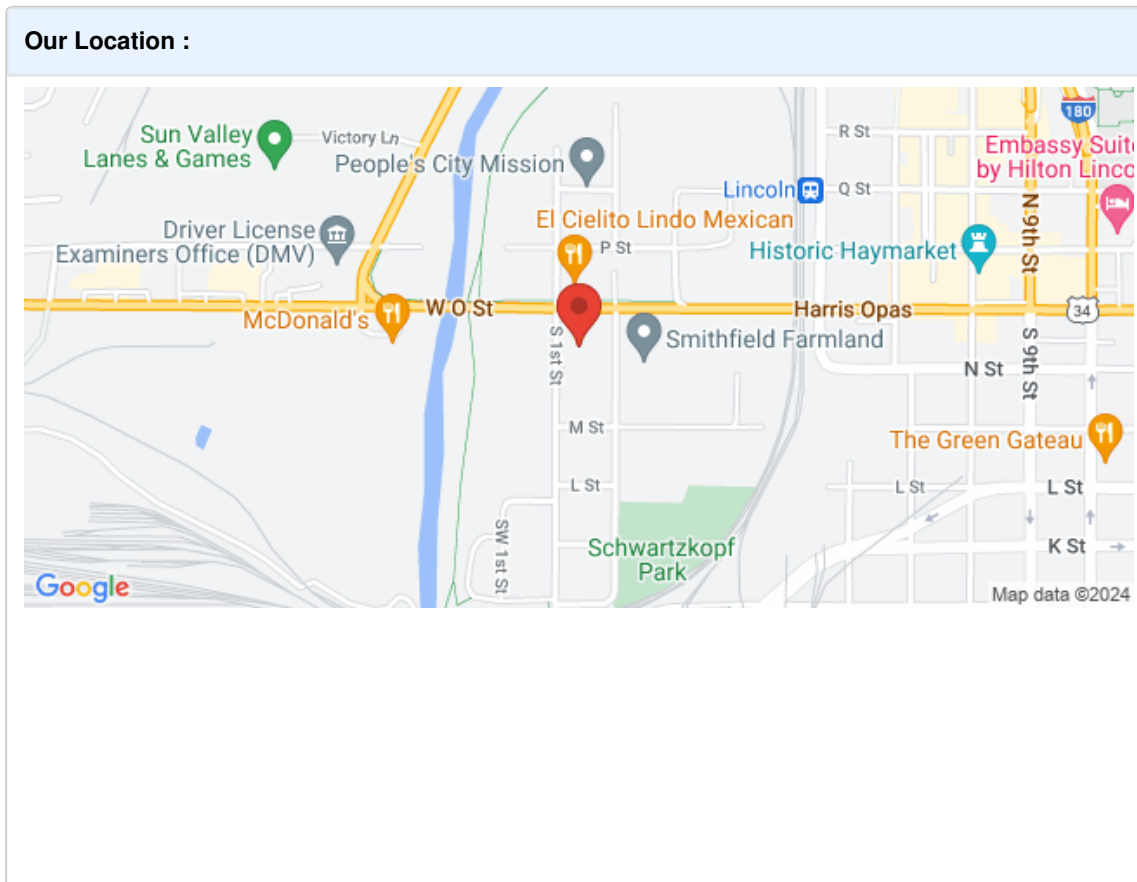 Our Location :
180
R St
Sun Valley
Lanes & Games
Victory Ln
People's City Mission
Embassy Suit
by Hilton Linco
Lincoln
Q St
N 9th St
El Cielito Lindo Mexican
Driver License
Examiners Office (DMV)
P St
Historic Haymarket
McDonald's
W O St
Harris Opas
34
S 1st St
Smithfield Farmland
S 9th St
N St
M St
The Green Gateau
L St
L St
L St
SW 1st St
Schwartzkopf
Park
K St
Google
Map data ©2024